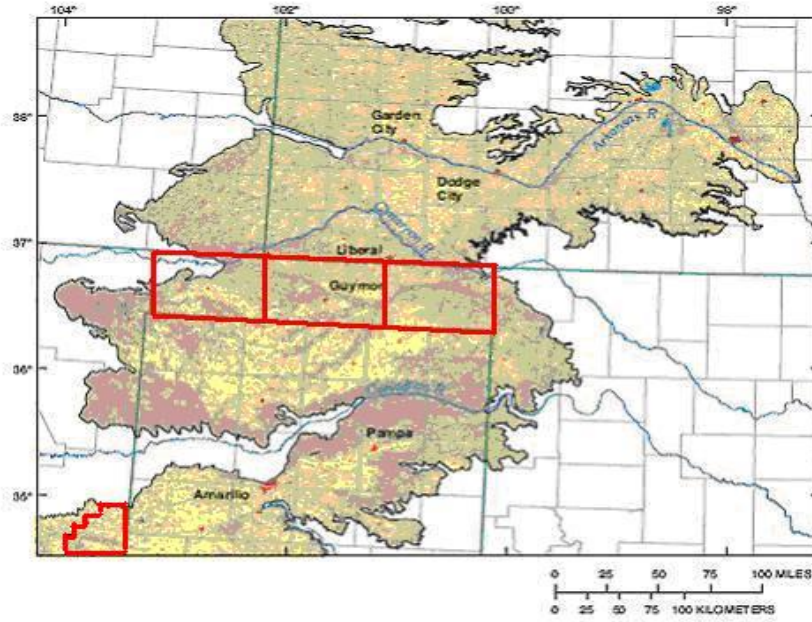 104° 102° 100° 98°
38°
Garden
City
Arkansas R
Dodge
City
Cimarron R
37°
Liberal
Guymon
36°
Canadian R
Pampa
Amarillo
35°
0 25 50 75 100 MILES
0 25 50 75 100 KILOMETERS